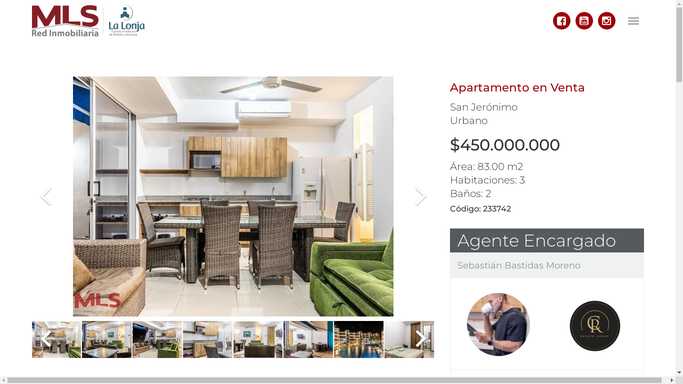 MLS
Red Inmobiliaria
La Lonja
Apartamento en Venta
San Jerónimo
Urbano
$450.000.000
Área: 83.00 m2
Habitaciones: 3
Baños: 2
Código: 233742
MLS
Agente Encargado
Sebastián Bastidas Moreno